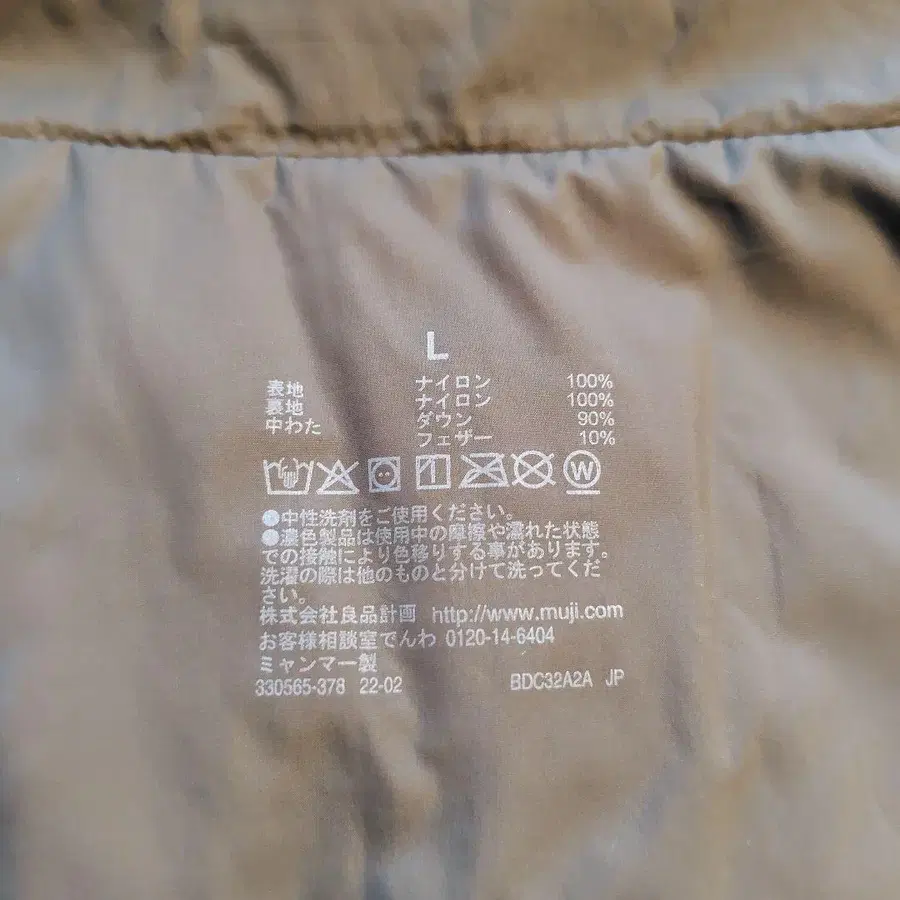 L
表地 ナイロン 100%
裏地 ナイロン 100%
中わた ダウン 90%
フェザー 10%
W
●中性洗剤をご使用ください。
●濃色製品は使用中の摩擦や濡れた状態
での接触により色移りする事があります。
洗濯の際は他のものと分けて洗ってくだ
さい。
株式会社良品計画 http://www.muji.com
お客様相談室でんわ 0120-14-6404
ミャンマー製
330565-378 22-02 BDC32A2A JP